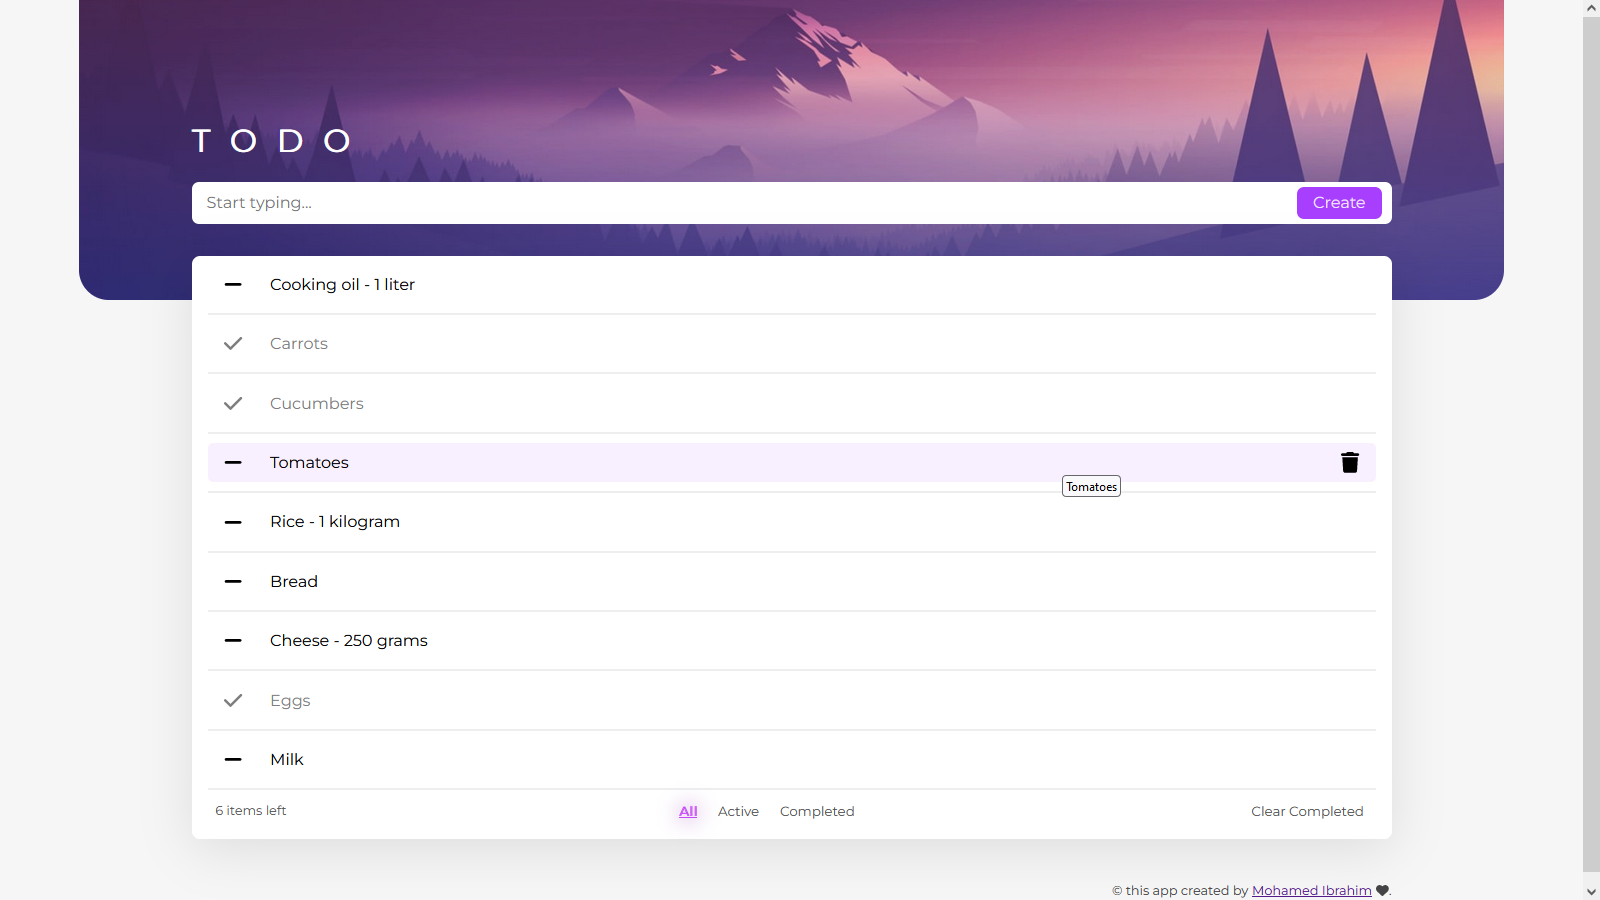 TODO
Start typing...
Create
Cooking oil - 1 liter
Carrots
Cucumbers
Tomatoes
Tomatoes
Rice - 1 kilogram
Bread
Cheese - 250 grams
Eggs
Milk
6 items left
All
Active
Completed
Clear Completed
© this app created by Mohamed Ibrahim 🖤.